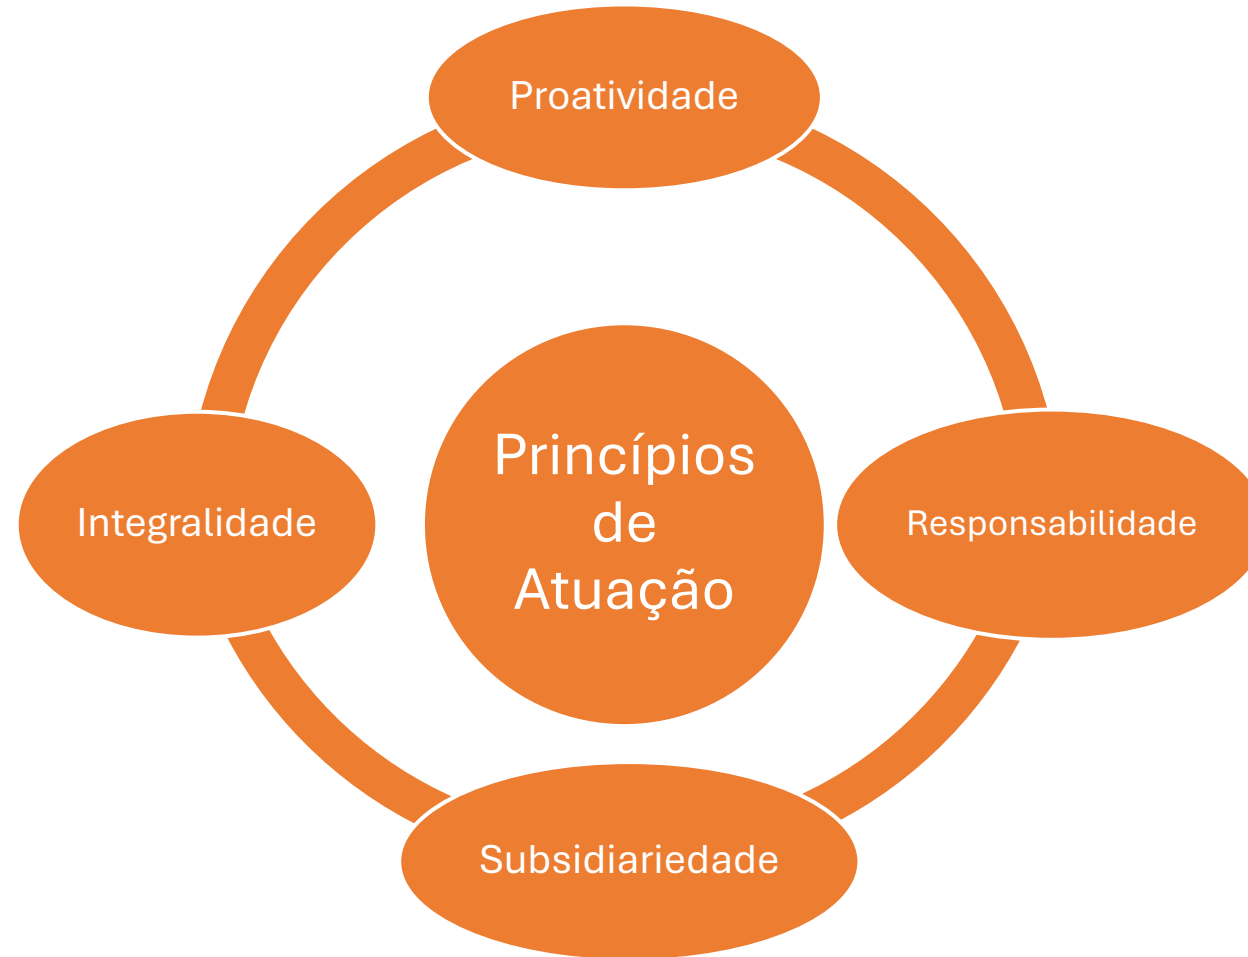 Proatividade
Princípios
de
Atuação
Integralidade
Responsabilidade
Subsidiariedade